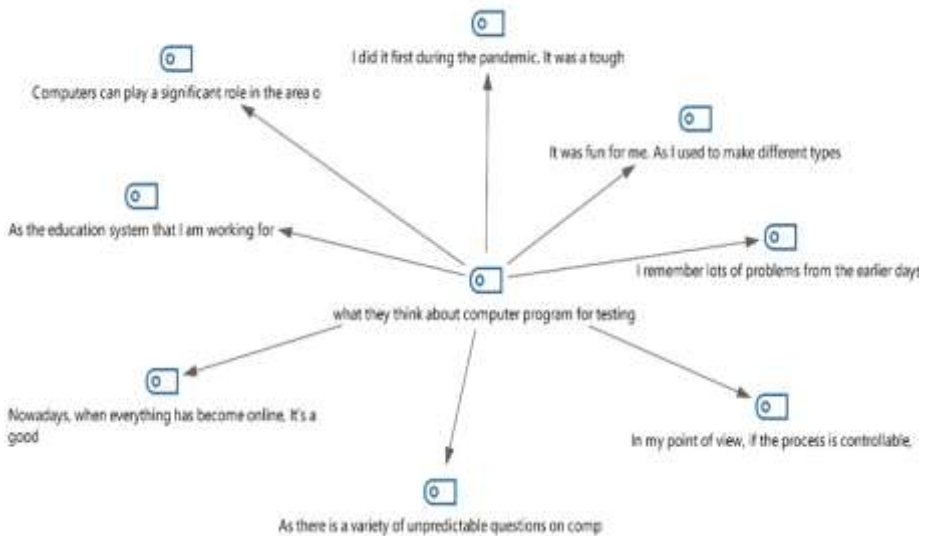 I did it first during the pandemic. It was a tough
Computers can play a significant role in the area o
It was fun for me. As I used to make different types
As the education system that I am working for
I remember lots of problems from the earlier days
what they think about computer program for testing
Nowadays, when everything has become online, It's a
good
In my point of view, if the process is controllable,
As there is a variety of unpredictable questions on comp